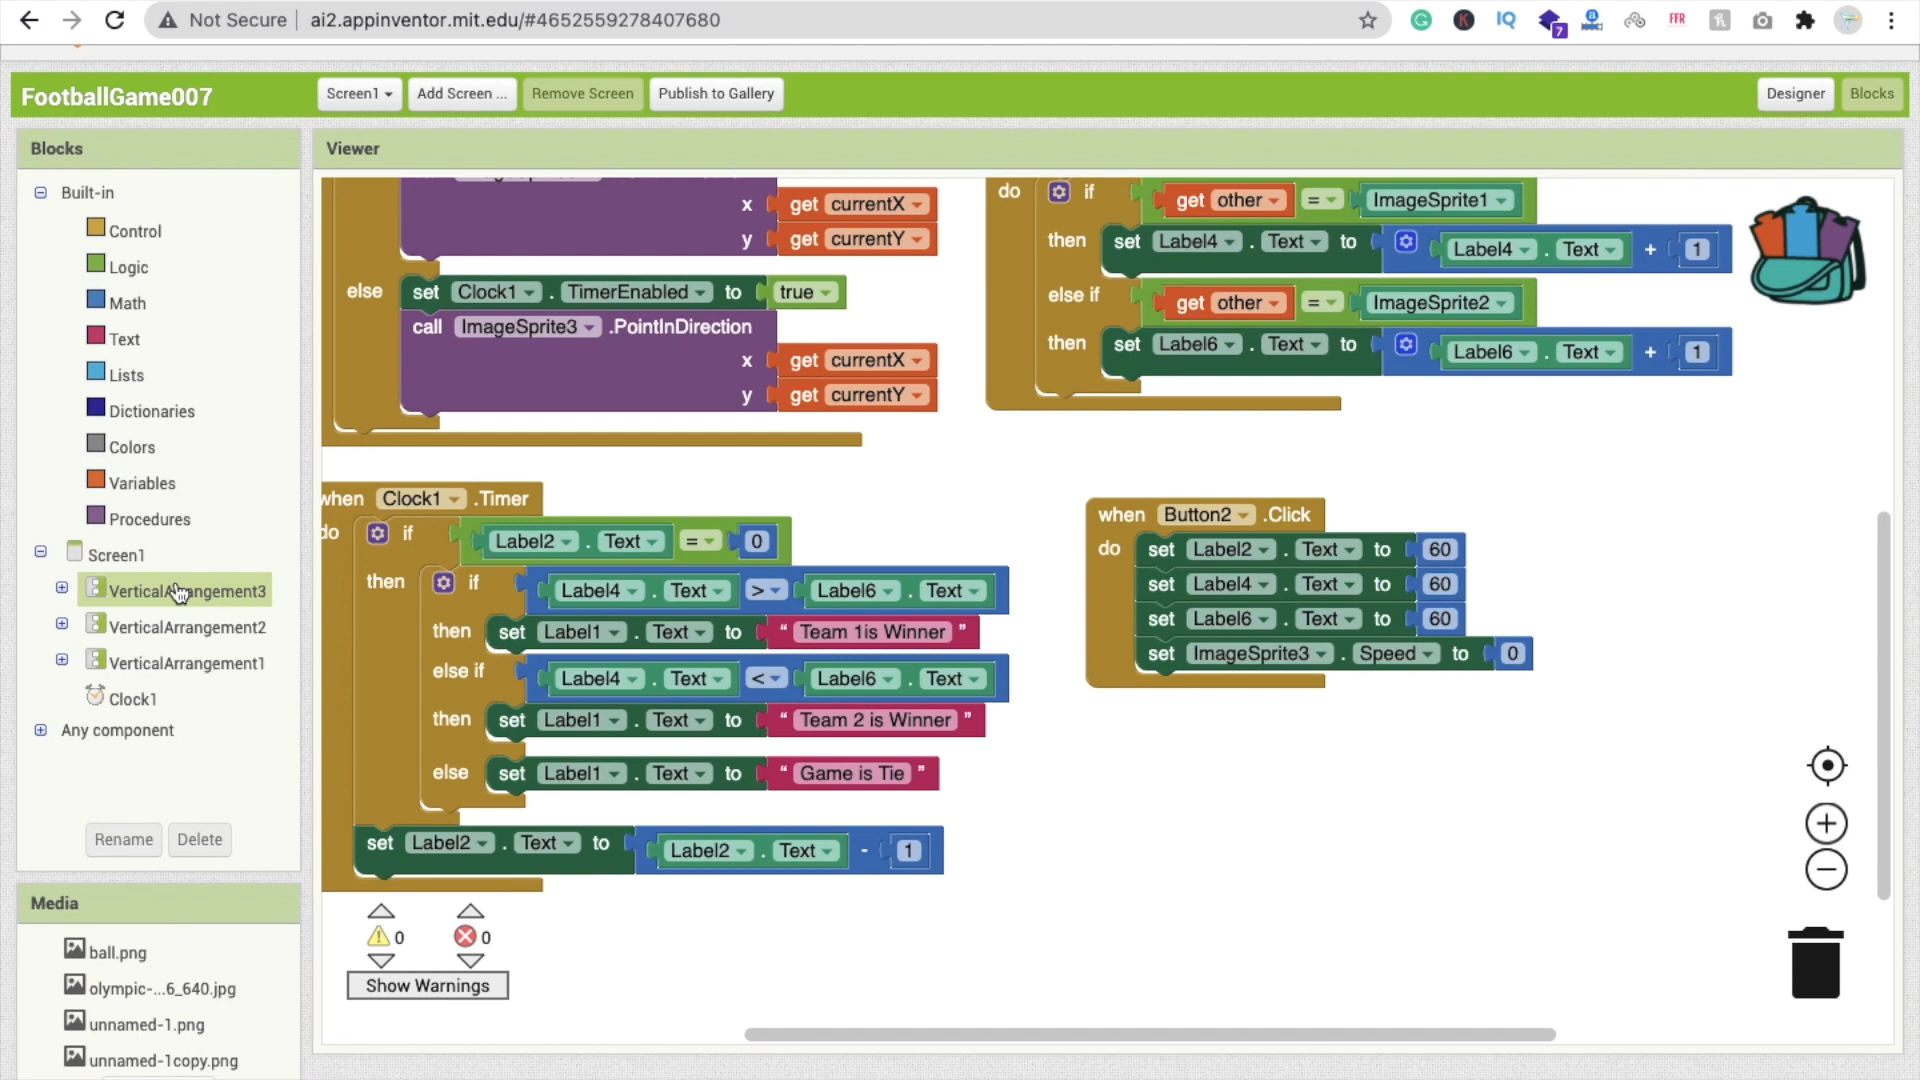 Not Secure ai2.appinventor.mit.edu/#4652559278407680
K IQ 7 a FFR
FootballGame007 Screen1 Add Screen ... Remove Screen Publish to Gallery Designer Blocks
Blocks
Built-in
Control
Logic
Math
Text
Lists
Dictionaries
Colors
Variables
Procedures
Screen1
VerticalArrangement3
VerticalArrangement2
VerticalArrangement1
Clock1
Any component
Rename Delete
Media
ball.png
olympic-...6_640.jpg
unnamed-1.png
unnamed-1copy.png
Viewer
x get currentX
y get currentY
else set Clock1 . TimerEnabled to true
call ImageSprite3 .PointInDirection
x get currentX
y get currentY
do if get other = ImageSprite1
then set Label4 . Text to Label4 . Text + 1
else if get other = ImageSprite2
then set Label6 . Text to Label6 . Text + 1
when Clock1 .Timer
do if Label2 . Text = 0
then if Label4 . Text > Label6 . Text
then set Label1 . Text to “ Team 1is Winner ”
else if Label4 . Text < Label6 . Text
then set Label1 . Text to “ Team 2 is Winner ”
else set Label1 . Text to “ Game is Tie ”
set Label2 . Text to Label2 . Text - 1
when Button2 .Click
do set Label2 . Text to 60
set Label4 . Text to 60
set Label6 . Text to 60
set ImageSprite3 . Speed to 0
0 0
Show Warnings